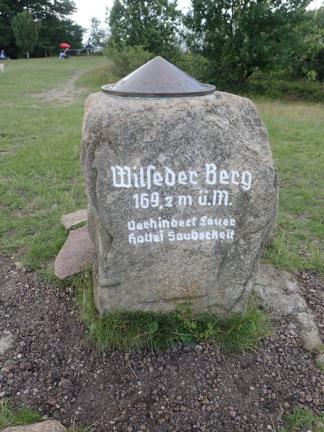 Wilſeder Berg
169,2 m ü.M.
Verhindert Feuer
haltet Sauberkeit